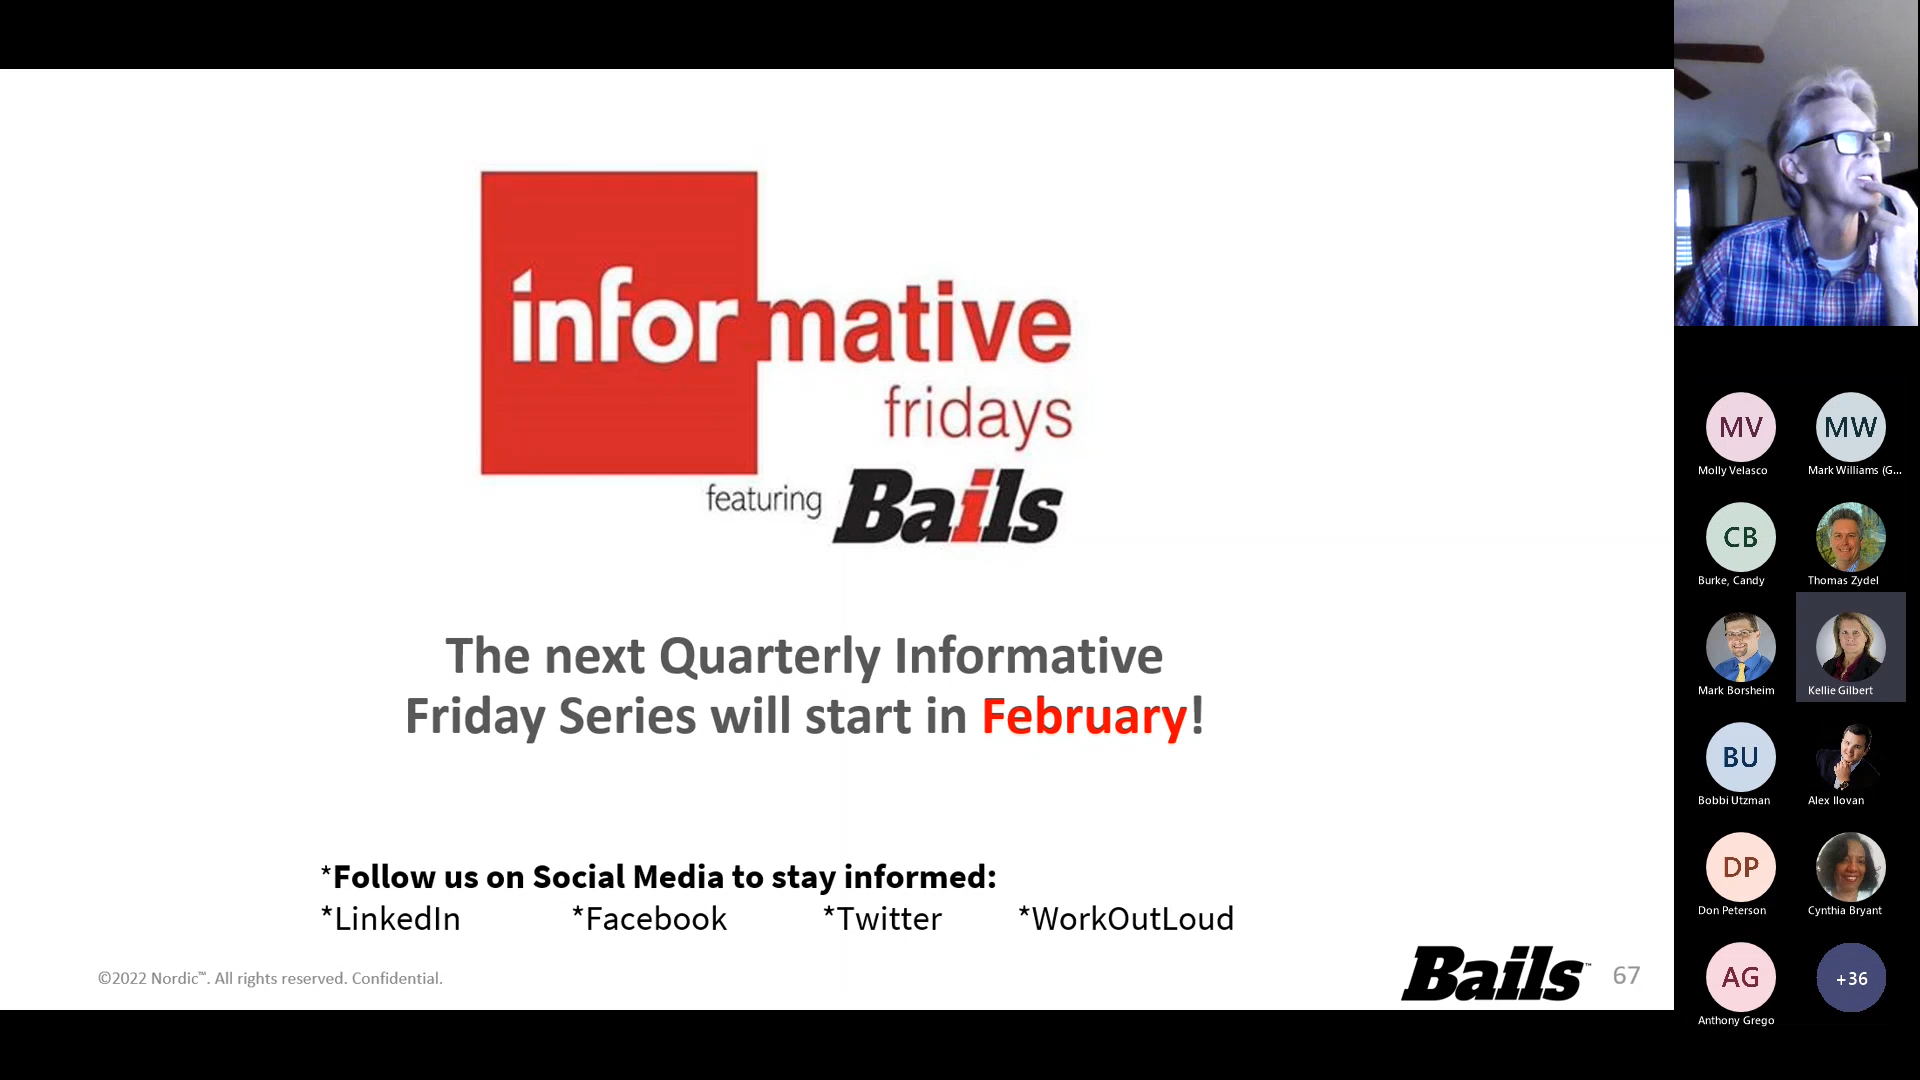 informative
fridays
featuring Bails
The next Quarterly Informative
Friday Series will start in February!
*Follow us on Social Media to stay informed:
*LinkedIn *Facebook *Twitter *WorkOutLoud
©2022 Nordic™. All rights reserved. Confidential.
Bails™ 67
MV MW
Molly Velasco Mark Williams (G...
CB
Burke, Candy Thomas Zydel
Mark Borsheim Kellie Gilbert
BU
Bobbi Utzman Alex Ilovan
DP
Don Peterson Cynthia Bryant
AG +36
Anthony Grego